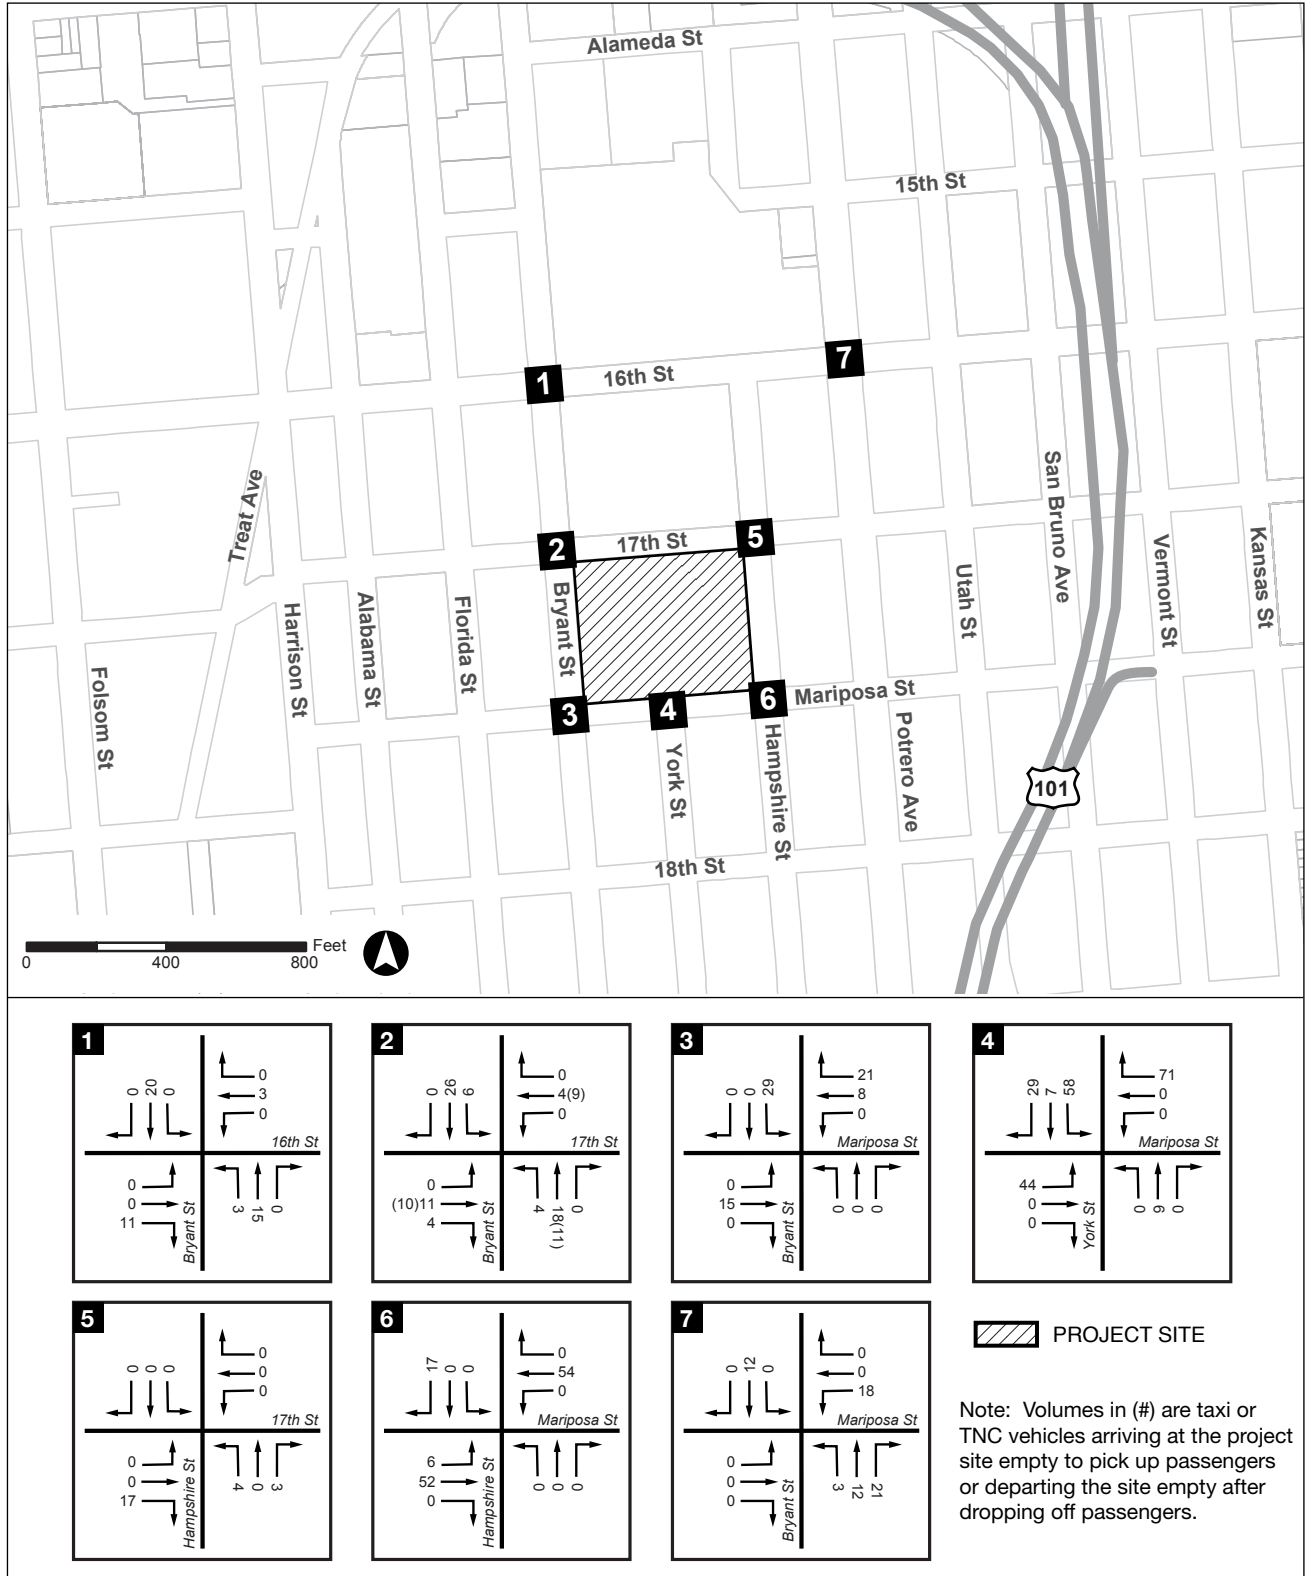 Alameda St
15th St
7
1
16th St
Treat Ave
San Bruno Ave
5
2
17th St
Vermont St
Kansas St
Utah St
Bryant St
Harrison St
Alabama St
Florida St
Folsom St
Mariposa St
6
4
3
Potrero Ave
York St
Hampshire St
101
18th St
Feet
0 400 800
1
0 20 0
0
3
0
16th St
0
0
11
Bryant St
3 15 0
2
0 26 6
0
4(9)
0
17th St
0
(10)11
4
Bryant St
4 18(11) 0
3
0 0 29
21
8
0
Mariposa St
0
15
0
Bryant St
0 0 0
4
29 7 58
71
0
0
Mariposa St
44
0
0
York St
0 6 0
5
0 0 0
0
0
0
17th St
0
0
17
Hampshire St
4 0 3
6
17 0 0
0
54
0
Mariposa St
6
52
0
Hampshire St
0 0 0
7
0 12 0
0
0
18
Mariposa St
0
0
0
Bryant St
3 12 21
PROJECT SITE
Note: Volumes in (#) are taxi or
TNC vehicles arriving at the project
site empty to pick up passengers
or departing the site empty after
dropping off passengers.